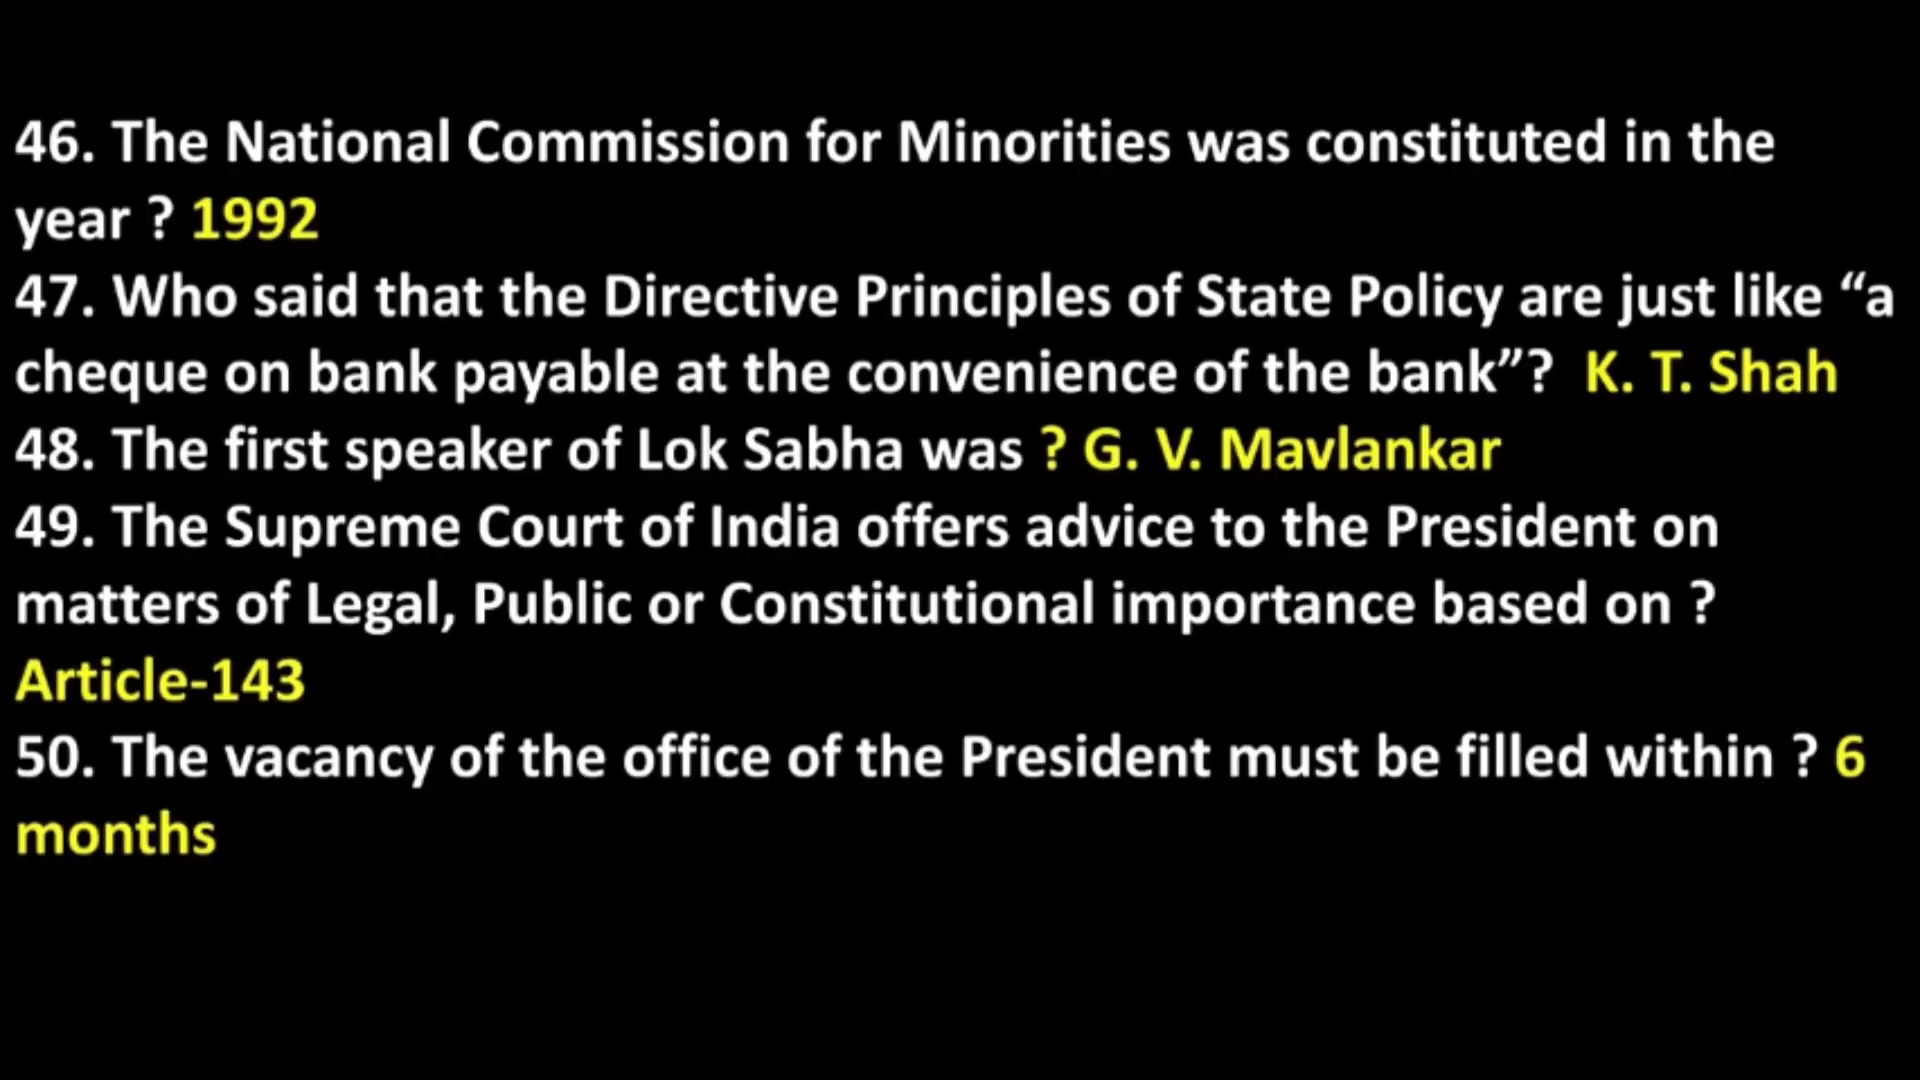 46. The National Commission for Minorities was constituted in the
year ? 1992
47. Who said that the Directive Principles of State Policy are just like “a
cheque on bank payable at the convenience of the bank”?  K. T. Shah
48. The first speaker of Lok Sabha was ? G. V. Mavlankar
49. The Supreme Court of India offers advice to the President on
matters of Legal, Public or Constitutional importance based on ?
Article-143
50. The vacancy of the office of the President must be filled within ? 6
months